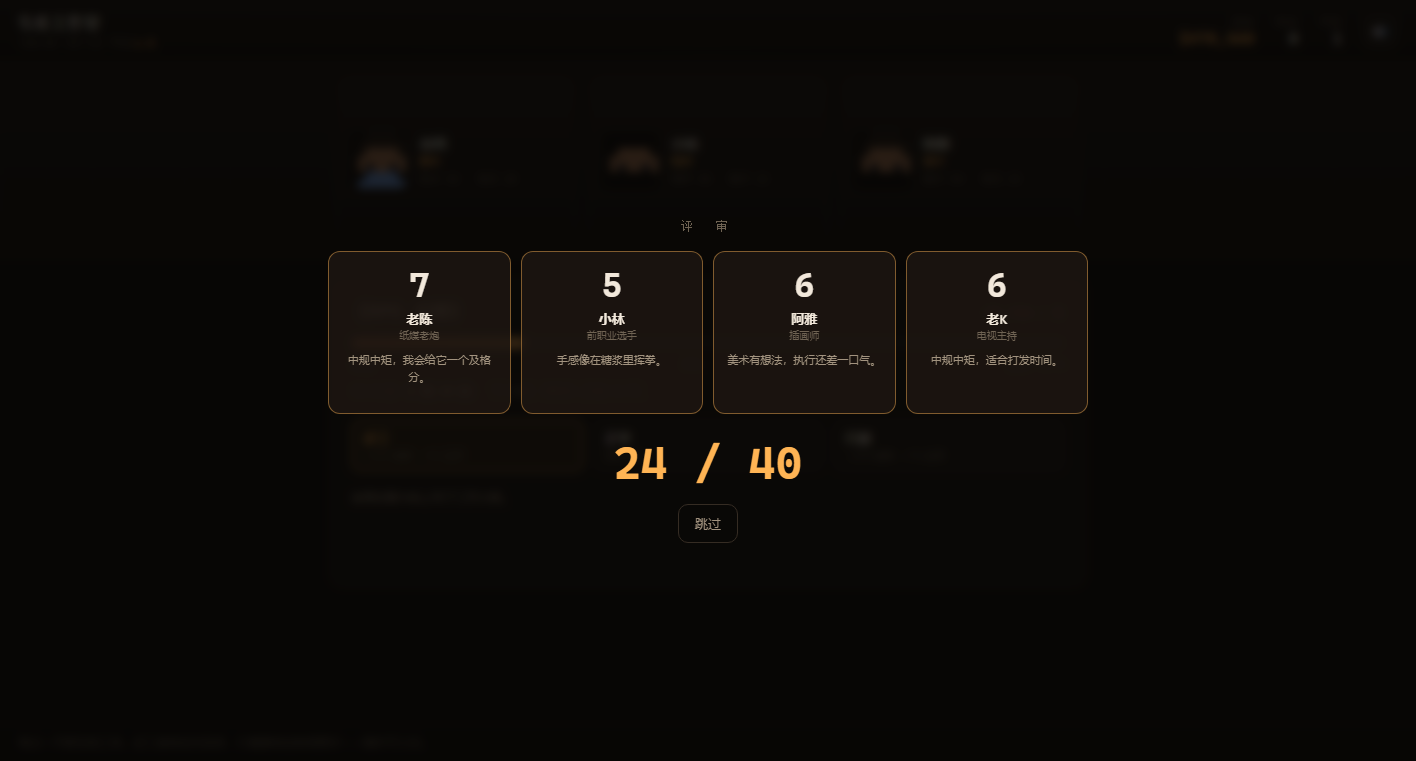 评 审
7
老陈
纸媒老炮
中规中矩，我会给它一个及格
分。
5
小林
前职业选手
手感像在糖浆里挥拳。
6
阿雅
插画师
美术有想法，执行还差一口气。
6
老K
电视主持
中规中矩，适合打发时间。
24 / 40
跳过